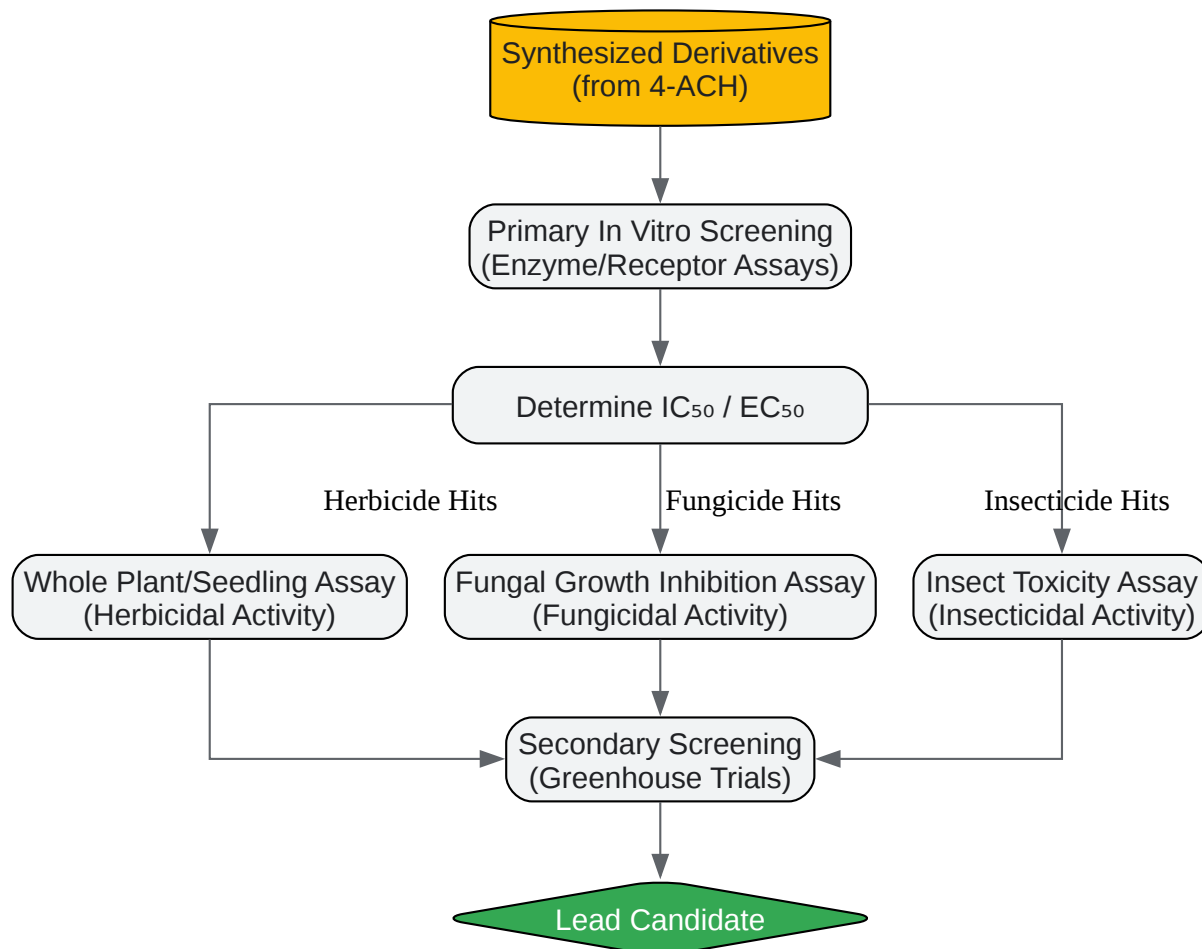 Synthesized Derivatives
(from 4-ACH)
Primary In Vitro Screening
(Enzyme/Receptor Assays)
Determine IC₅₀ / EC₅₀
Herbicide Hits
Fungicide Hits
Insecticide Hits
Whole Plant/Seedling Assay
(Herbicidal Activity)
Fungal Growth Inhibition Assay
(Fungicidal Activity)
Insect Toxicity Assay
(Insecticidal Activity)
Secondary Screening
(Greenhouse Trials)
Lead Candidate